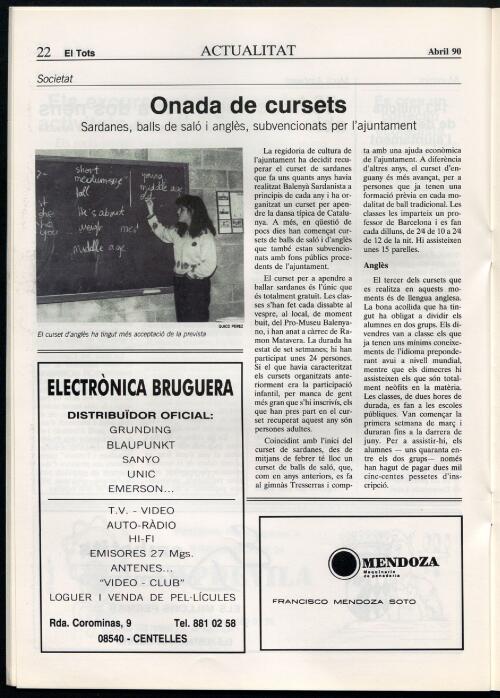 22 El Tots
ACTUALITAT
Abril 90
Societat
Onada de cursets
Sardanes, balls de saló i anglès, subvencionats per l'ajuntament
short
medium age
tall
young
middle age
old
he's about
weigh
middle age
QUICO PÉREZ
El curset d'anglès ha tingut més acceptació de la prevista
La regidoria de cultura de
l'ajuntament ha decidit recu-
perar el curset de sardanes
que fa uns quants anys havia
realitzat Balenyà Sardanista a
principis de cada any i ha or-
ganitzat un curset per apen-
dre la dansa típica de Catalu-
nya. A més, en qüestió de
pocs dies han començat cur-
sets de balls de saló i d'anglès
que també estan subvencio-
nats amb fons públics proce-
dents de l'ajuntament.
El curset per a apendre a
ballar sardanes és l'únic que
és totalment gratuït. Les clas-
ses s'han fet cada dissabte al
vespre, al local, de moment
buit, del Pro-Museu Balenya-
no, i han anat a càrrec de Ra-
mon Matavera. La durada ha
estat de set setmanes; hi han
participat unes 24 persones.
Si el que havia caracteritzat
els cursets organitzats ante-
riorment era la participació
infantil, per manca de gent
més gran que s'hi inscrivís, els
que han pres part en el cur-
set recuperat aquest any són
persones adultes.
Coincidint amb l'inici del
curset de sardanes, des de
mitjans de febrer té lloc un
curset de balls de saló, que,
com en anys anteriors, es fa
al gimnàs Tresserras i comp-
ta amb una ajuda econòmica
de l'ajuntament. A diferència
d'altres anys, el curset d'en-
guany és més avançat, per a
persones que ja tenen una
formació prèvia en cada mo-
dalitat de ball tradicional. Les
classes les imparteix un pro-
fessor de Barcelona i es fan
cada dilluns, de 24 de 10 a 24
de 12 de la nit. Hi assisteixen
unes 15 parelles.
Anglès
El tercer dels cursets que
es realitza en aquests mo-
ments és de llengua anglesa.
La bona acollida que ha tin-
gut ha obligat a dividir els
alumnes en dos grups. Els di-
vendres van a classe els que
ja tenen uns mínims coneixe-
ments de l'idioma preponde-
rant avui a nivell mundial,
mentre que els dimecres hi
assisteixen els que són total-
ment neòfits en la matèria.
Les classes, de dues hores de
durada, es fan a les escoles
públiques. Van començar la
primera setmana de març i
duraran fins a la darrera de
juny. Per a assistir-hi, els
alumnes — uns quaranta en-
tre els dos grups— només
han hagut de pagar dues mil
cinc-centes pessetes d'ins-
cripció.
ELECTRÒNICA BRUGUERA
DISTRIBUÏDOR OFICIAL:
GRUNDING
BLAUPUNKT
SANYO
UNIC
EMERSON...
T.V. - VIDEO
AUTO-RÀDIO
HI-FI
EMISORES 27 Mgs.
ANTENES...
"VIDEO - CLUB"
LLOGUER I VENDA DE PEL·LÍCULES
Rda. Corominas, 9 Tel. 881 02 58
08540 - CENTELLES
MENDOZA
Maquinaria
de panadería
FRANCISCO MENDOZA SOTO